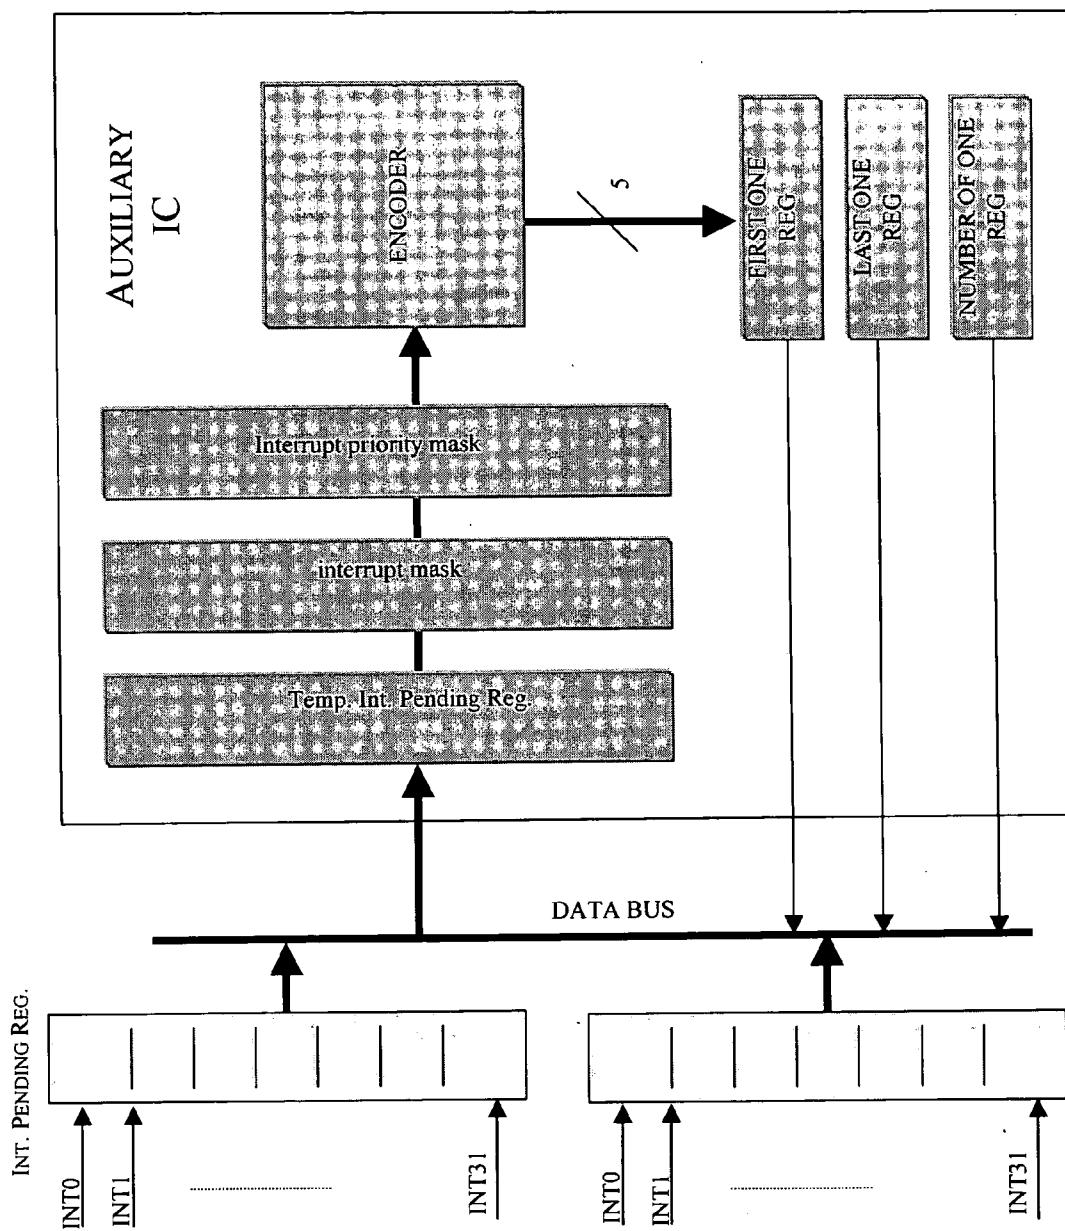 AUXILIARY
IC
ENCODER
5
FIRST ONE
REG
LAST ONE
REG
NUMBER OF ONE
REG
Interrupt priority mask
interrupt mask
Temp. Int. Pending Reg.
DATA BUS
INT. PENDING REG.
INT0
INT1
INT31
INT0
INT1
INT31